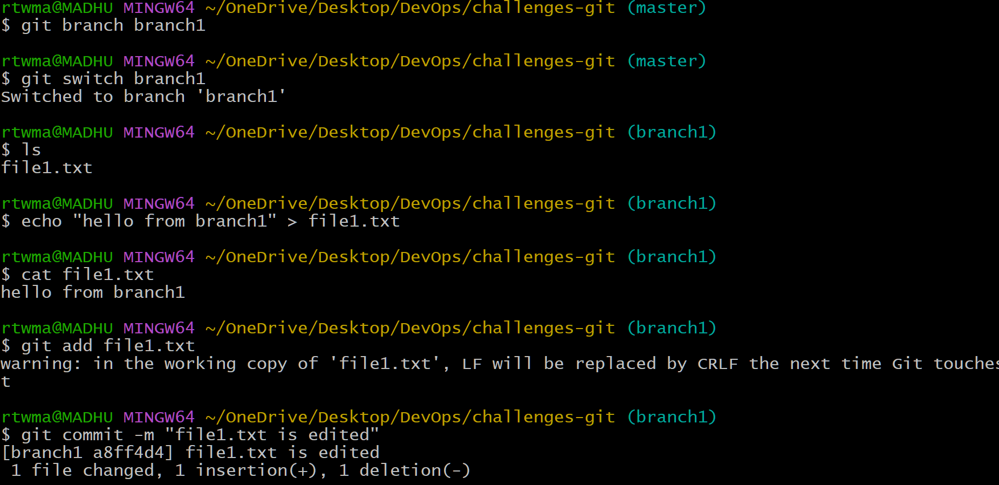 rtwma@MADHU MINGW64 ~/OneDrive/Desktop/DevOps/challenges-git (master)
$ git branch branch1
rtwma@MADHU MINGW64 ~/OneDrive/Desktop/DevOps/challenges-git (master)
$ git switch branch1
Switched to branch 'branch1'
rtwma@MADHU MINGW64 ~/OneDrive/Desktop/DevOps/challenges-git (branch1)
$ ls
file1.txt
rtwma@MADHU MINGW64 ~/OneDrive/Desktop/DevOps/challenges-git (branch1)
$ echo "hello from branch1" > file1.txt
rtwma@MADHU MINGW64 ~/OneDrive/Desktop/DevOps/challenges-git (branch1)
$ cat file1.txt
hello from branch1
rtwma@MADHU MINGW64 ~/OneDrive/Desktop/DevOps/challenges-git (branch1)
$ git add file1.txt
warning: in the working copy of 'file1.txt', LF will be replaced by CRLF the next time Git touches
t
rtwma@MADHU MINGW64 ~/OneDrive/Desktop/DevOps/challenges-git (branch1)
$ git commit -m "file1.txt is edited"
[branch1 a8ff4d4] file1.txt is edited
 1 file changed, 1 insertion(+), 1 deletion(-)